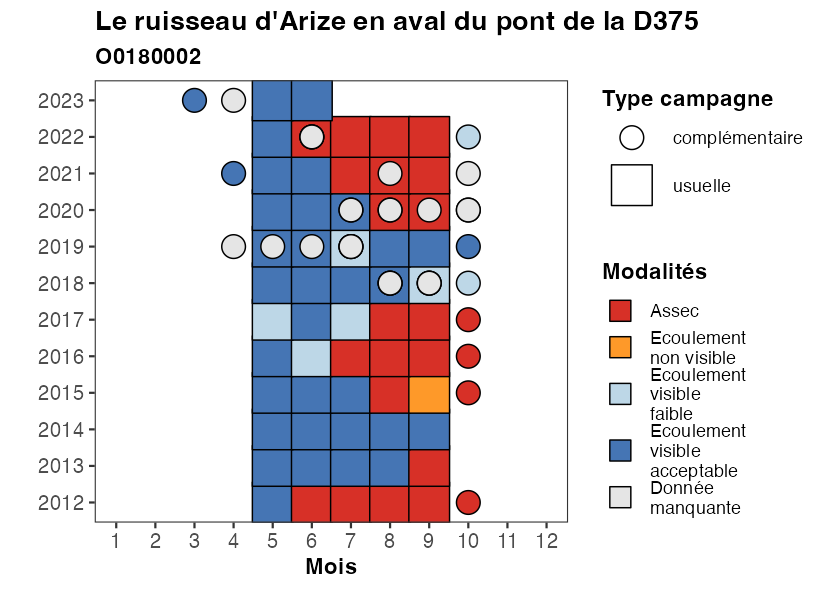 Le ruisseau d'Arize en aval du pont de la D375
O0180002
2023
2022
2021
2020
2019
2018
2017
2016
2015
2014
2013
2012
1 2 3 4 5 6 7 8 9 10 11 12
Mois
Type campagne
complémentaire
usuelle
Modalités
Assec
Ecoulement
non visible
Ecoulement
visible
faible
Ecoulement
visible
acceptable
Donnée
manquante